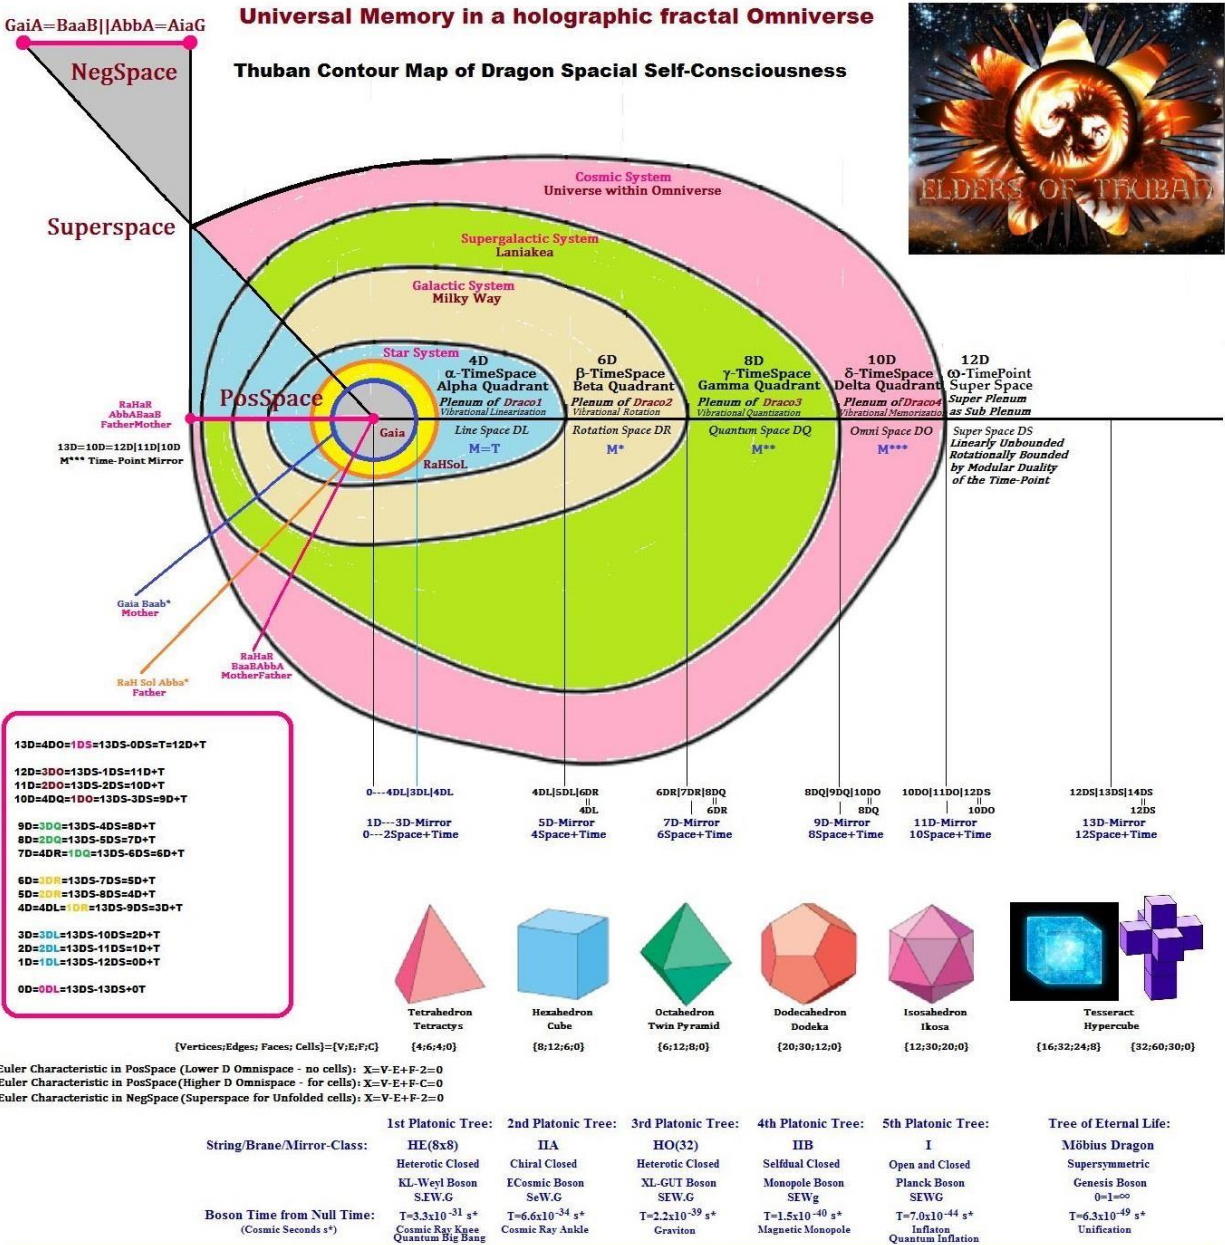 GaiA=BaaB||AbbA=AiaG
Universal Memory in a holographic fractal Omniverse
NegSpace
Thuban Contour Map of Dragon Spacial Self-Consciousness
ELDERS OF THUBAN
Cosmic System
Universe within Omniverse
Superspace
Supergalactic System
Laniakea
Galactic System
Milky Way
Star System
PosSpace
Gaia
RaHSoL
4D
α-TimeSpace
Alpha Quadrant
Plenum of Draco1
Vibrational Linearization
Line Space DL
M=T
6D
β-TimeSpace
Beta Quadrant
Plenum of Draco2
Vibrational Rotation
Rotation Space DR
M*
8D
γ-TimeSpace
Gamma Quadrant
Plenum of Draco3
Vibrational Quantization
Quantum Space DQ
M**
10D
δ-TimeSpace
Delta Quadrant
Plenum of Draco4
Vibrational Memorization
Omni Space DO
M***
12D
ω-TimePoint
Super Space
Super Plenum
as Sub Plenum
Super Space DS
Linearly Unbounded
Rotationally Bounded
by Modular Duality
of the Time-Point
RaHaR
AbbABaaB
FatherMother
13D=10D=12D|11D|10D
M*** Time-Point Mirror
Gaia Baab*
Mother
RaH Sol Abba*
Father
RaHaR
BaaBAbbA
MotherFather
13D=4DO=1DS=13DS-0DS=T=12D+T
12D=3DO=13DS-1DS=11D+T
11D=2DO=13DS-2DS=10D+T
10D=4DQ=1DO=13DS-3DS=9D+T
9D=3DQ=13DS-4DS=8D+T
8D=2DQ=13DS-5DS=7D+T
7D=4DR=1DQ=13DS-6DS=6D+T
6D=3DR=13DS-7DS=5D+T
5D=2DR=13DS-8DS=4D+T
4D=4DL=1DR=13DS-9DS=3D+T
3D=3DL=13DS-10DS=2D+T
2D=2DL=13DS-11DS=1D+T
1D=1DL=13DS-12DS=0D+T
0D=0DL=13DS-13DS+0T
0---4DL|3DL|4DL
1D---3D-Mirror
0---2Space+Time
4DL|5DL|6DR
||
4DL
5D-Mirror
4Space+Time
6DR|7DR|8DQ
||
6DR
7D-Mirror
6Space+Time
8DQ|9DQ|10DO
||
8DQ
9D-Mirror
8Space+Time
10DO|11DO|12DS
||
10DO
11D-Mirror
10Space+Time
12DS|13DS|14DS
||
12DS
13D-Mirror
12Space+Time
Tetrahedron
Tetractys
Hexahedron
Cube
Octahedron
Twin Pyramid
Dodecahedron
Dodeka
Isosahedron
Ikosa
Tesseract
Hypercube
{Vertices;Edges; Faces; Cells}={V;E;F;C} {4;6;4;0} {8;12;6;0} {6;12;8;0} {20;30;12;0} {12;30;20;0} {16;32;24;8} {32;60;30;0}
Euler Characteristic in PosSpace (Lower D Omnispace - no cells): X=V-E+F-2=0
Euler Characteristic in PosSpace(Higher D Omnispace - for cells): X=V-E+F-C=0
Euler Characteristic in NegSpace(Superspace for Unfolded cells): X=V-E+F-2=0
1st Platonic Tree: 2nd Platonic Tree: 3rd Platonic Tree: 4th Platonic Tree: 5th Platonic Tree: Tree of Eternal Life:
String/Brane/Mirror-Class: HE(8x8) IIA HO(32) IIB I Möbius Dragon
Heterotic Closed Chiral Closed Heterotic Closed Selfdual Closed Open and Closed Supersymmetric
KL-Weyl Boson ECosmic Boson XL-GUT Boson Monopole Boson Planck Boson Genesis Boson
S.EW.G SeW.G SEW.G SEWg SEWG 0=1=∞
Boson Time from Null Time: T=3.3x10⁻³¹ s* T=6.6x10⁻³⁴ s* T=2.2x10⁻³⁹ s* T=1.5x10⁻⁴⁰ s* T=7.0x10⁻⁴⁴ s* T=6.3x10⁻⁴⁹ s*
(Cosmic Seconds s*) Cosmic Ray Knee Cosmic Ray Ankle Graviton Magnetic Monopole Inflaton Unification
Quantum Big Bang Quantum Inflation